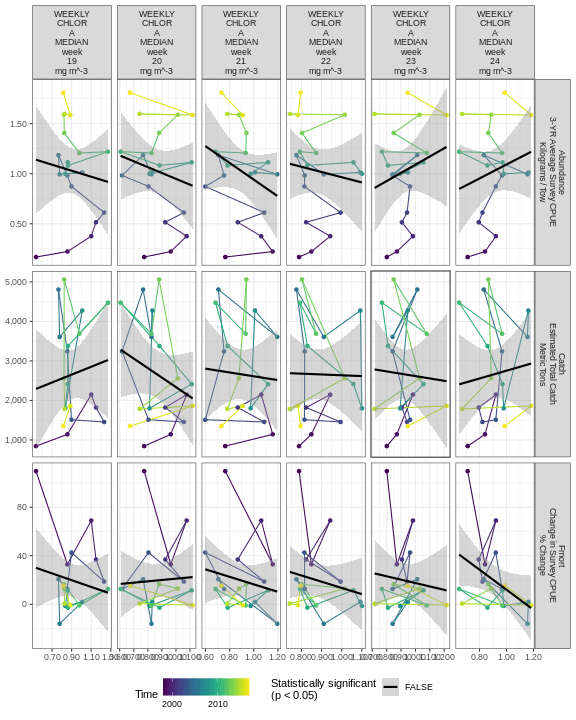 WEEKLY
CHLOR
A
MEDIAN
week
19
mg m^-3
WEEKLY
CHLOR
A
MEDIAN
week
20
mg m^-3
WEEKLY
CHLOR
A
MEDIAN
week
21
mg m^-3
WEEKLY
CHLOR
A
MEDIAN
week
22
mg m^-3
WEEKLY
CHLOR
A
MEDIAN
week
23
mg m^-3
WEEKLY
CHLOR
A
MEDIAN
week
24
mg m^-3
1.50
1.00
0.50
Abundance
3-YR Average Survey CPUE
Kilograms / Tow
5,000
4,000
3,000
2,000
1,000
Catch
Estimated Total Catch
Metric Tons
80
40
0
Fmort
Change in Survey CPUE
% Change
0.70 0.90 1.10
0.60 0.80 1.00 1.20
0.80 1.00 1.20
Time
2000 2010
Statistically significant
(p < 0.05)
FALSE